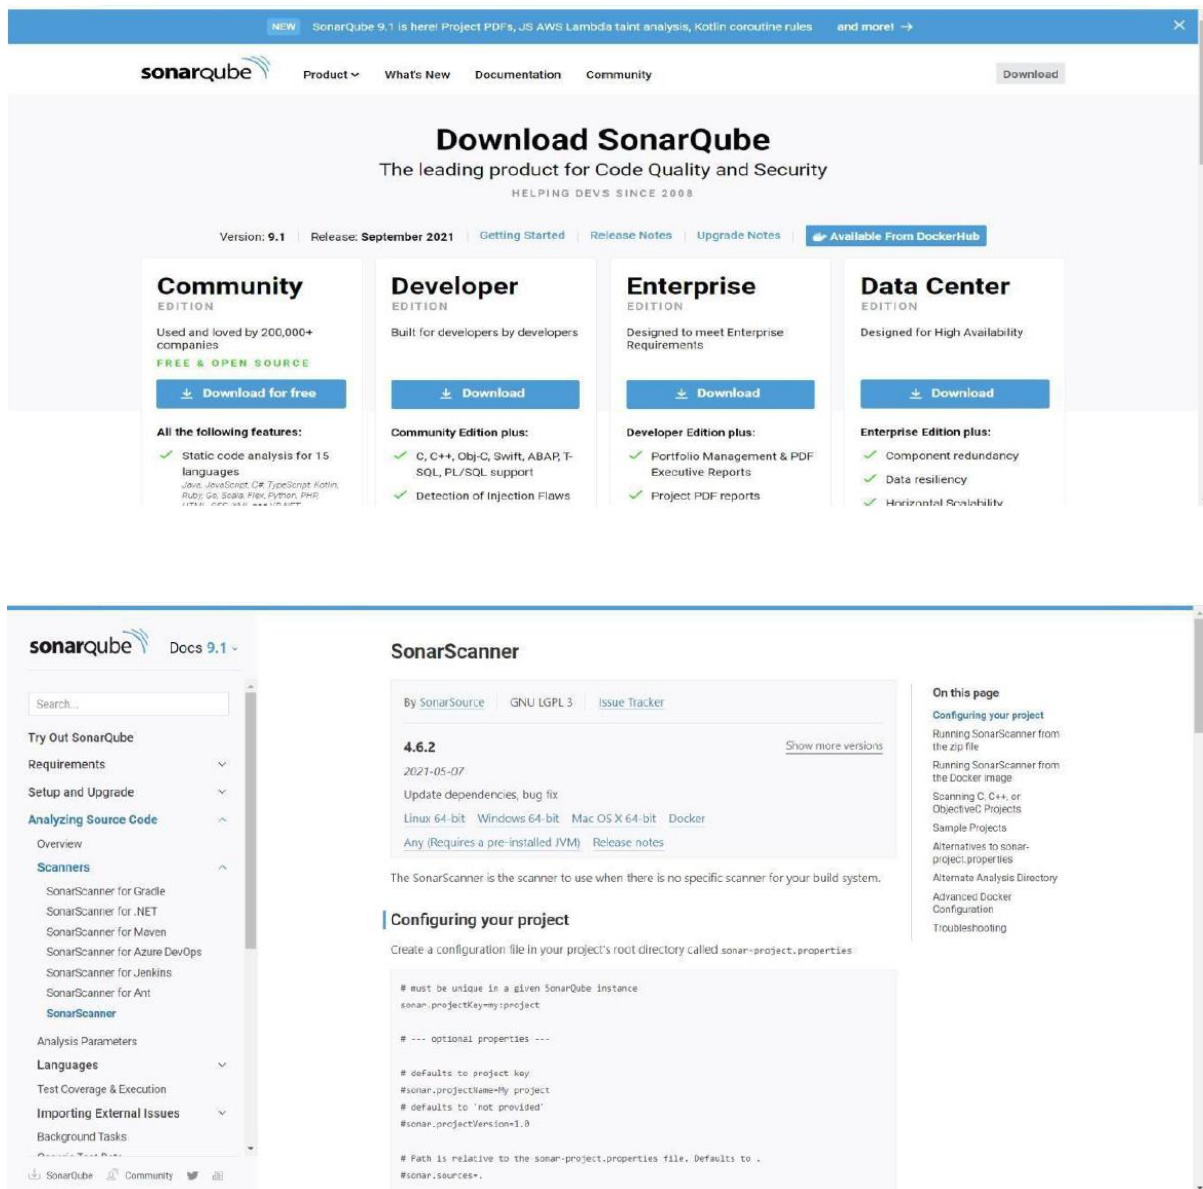 NEW SonarQube 9.1 is here! Project PDFs, JS AWS Lambda taint analysis, Kotlin coroutine rules and more! →
sonarqube Product What's New Documentation Community Download
Download SonarQube
The leading product for Code Quality and Security
HELPING DEVS SINCE 2008
Version: 9.1 Release: September 2021 Getting Started Release Notes Upgrade Notes Available From DockerHub
Community
EDITION
Used and loved by 200,000+
companies
FREE & OPEN SOURCE
Download for free
All the following features:
Static code analysis for 15
languages
Java, JavaScript, C#, TypeScript, Kotlin,
Ruby, Go, Scala, Flex, Python, PHP,
Developer
EDITION
Built for developers by developers
Download
Community Edition plus:
C, C++, Obj-C, Swift, ABAP, T-
SQL, PL/SQL support
Detection of Injection Flaws
Enterprise
EDITION
Designed to meet Enterprise
Requirements
Download
Developer Edition plus:
Portfolio Management & PDF
Executive Reports
Project PDF reports
Data Center
EDITION
Designed for High Availability
Download
Enterprise Edition plus:
Component redundancy
Data resiliency
Horizontal Scalability
sonarqube Docs 9.1
Search...
Try Out SonarQube
Requirements
Setup and Upgrade
Analyzing Source Code
Overview
Scanners
SonarScanner for Gradle
SonarScanner for .NET
SonarScanner for Maven
SonarScanner for Azure DevOps
SonarScanner for Jenkins
SonarScanner for Ant
SonarScanner
Analysis Parameters
Languages
Test Coverage & Execution
Importing External Issues
Background Tasks
SonarQube Community
SonarScanner
By SonarSource GNU LGPL 3 Issue Tracker
4.6.2 Show more versions
2021-05-07
Update dependencies, bug fix
Linux 64-bit Windows 64-bit Mac OS X 64-bit Docker
Any (Requires a pre-installed JVM) Release notes
The SonarScanner is the scanner to use when there is no specific scanner for your build system.
Configuring your project
Create a configuration file in your project's root directory called sonar-project.properties
# must be unique in a given SonarQube instance
sonar.projectKey=my:project
# --- optional properties ---
# defaults to project key
#sonar.projectName=My project
# defaults to 'not provided'
#sonar.projectVersion=1.0
# Path is relative to the sonar-project.properties file. Defaults to .
#sonar.sources=.
On this page
Configuring your project
Running SonarScanner from
the zip file
Running SonarScanner from
the Docker image
Scanning C, C++, or
ObjectiveC Projects
Sample Projects
Alternatives to sonar-
project.properties
Alternate Analysis Directory
Advanced Docker
Configuration
Troubleshooting